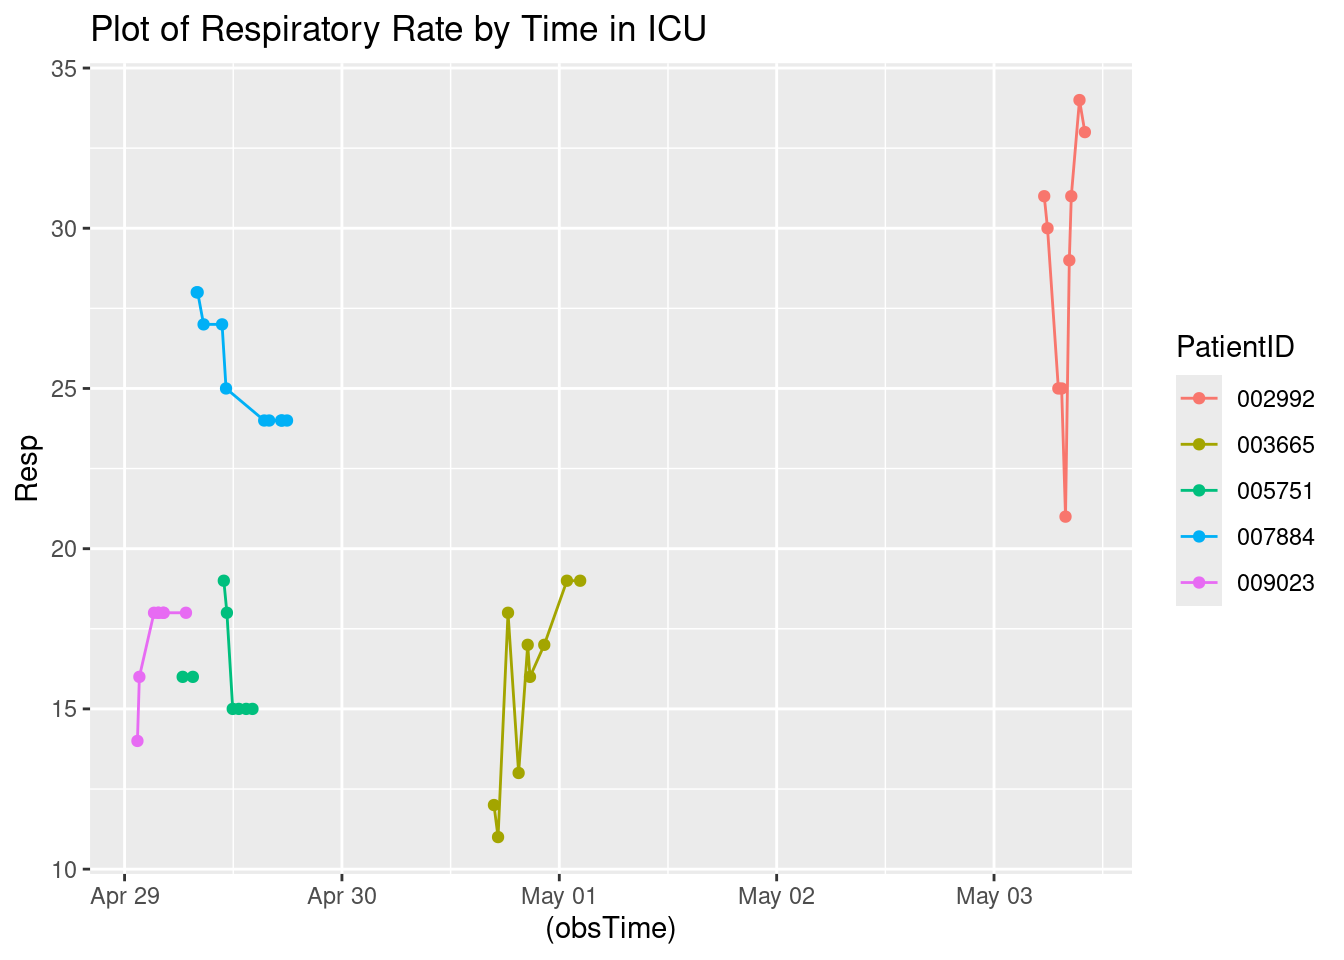 Plot of Respiratory Rate by Time in ICU
35
30
25
20
15
10
Resp
Apr 29
Apr 30
May 01
May 02
May 03
(obsTime)
PatientID
002992
003665
005751
007884
009023